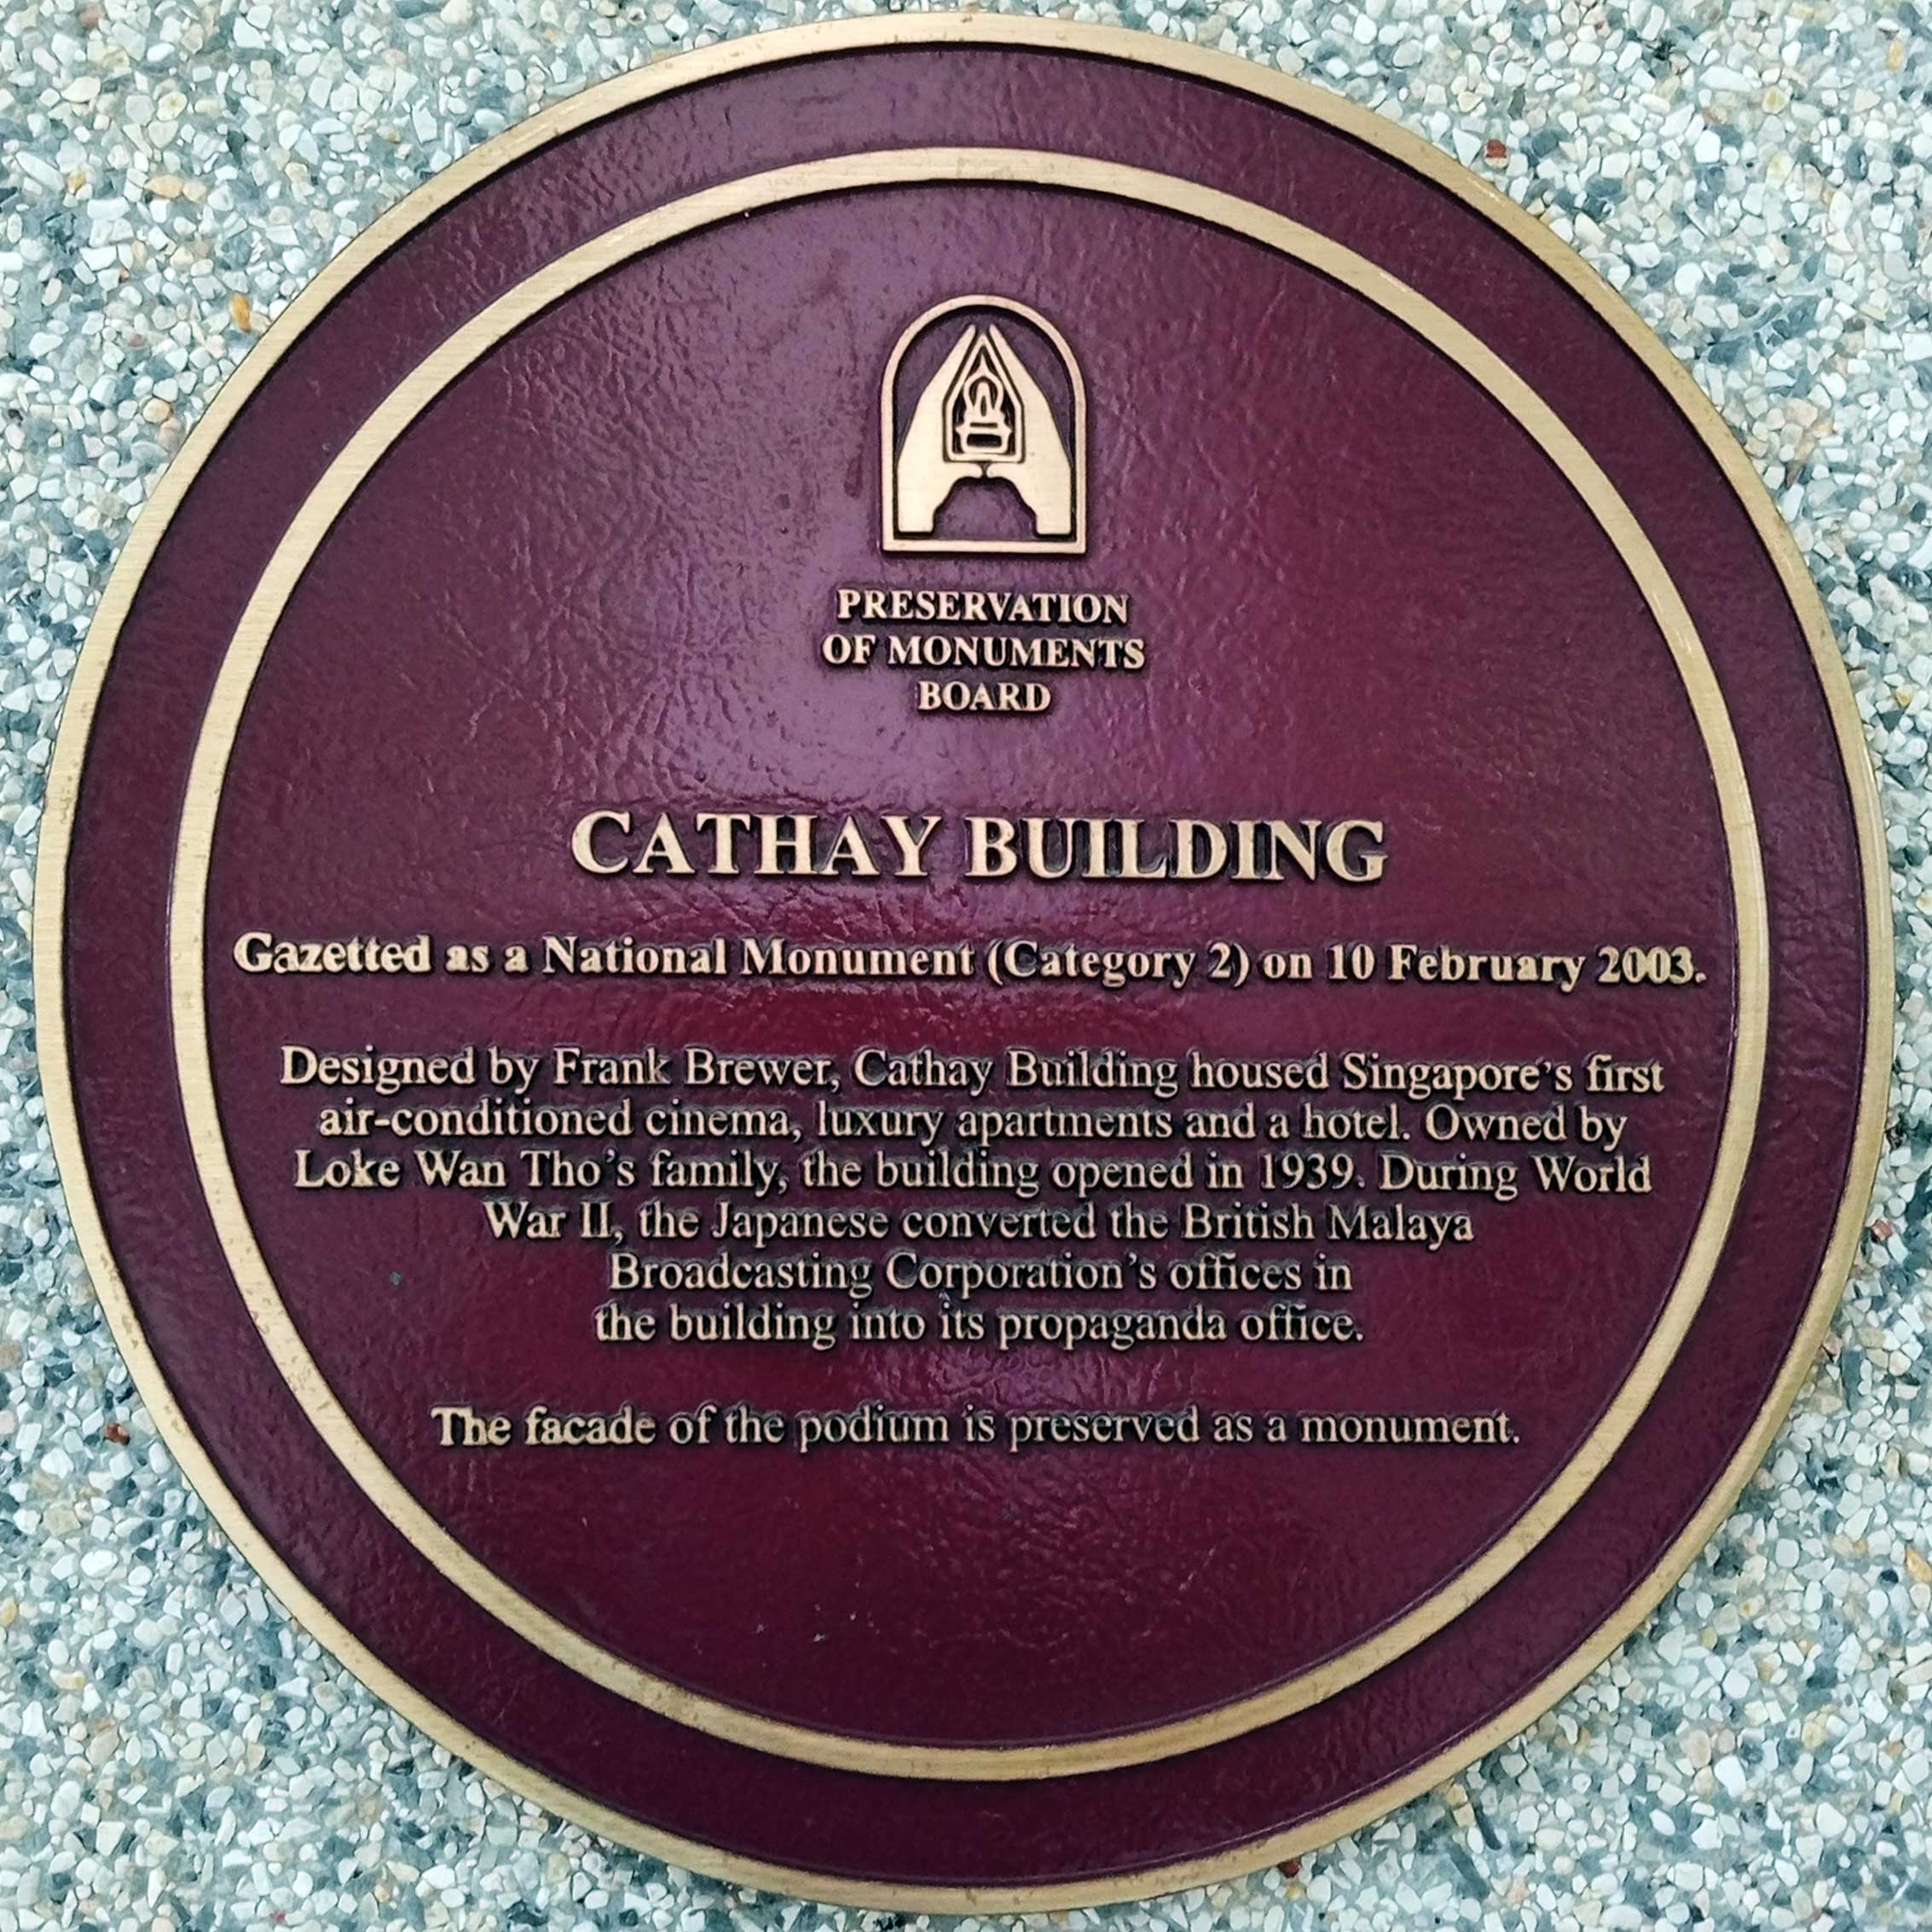 PRESERVATION
OF MONUMENTS
BOARD
CATHAY BUILDING
Gazetted as a National Monument (Category 2) on 10 February 2003.
Designed by Frank Brewer, Cathay Building housed Singapore's first
air-conditioned cinema, luxury apartments and a hotel. Owned by
Loke Wan Tho's family, the building opened in 1939. During World
War II, the Japanese converted the British Malaya
Broadcasting Corporation's offices in
the building into its propaganda office.
The facade of the podium is preserved as a monument.